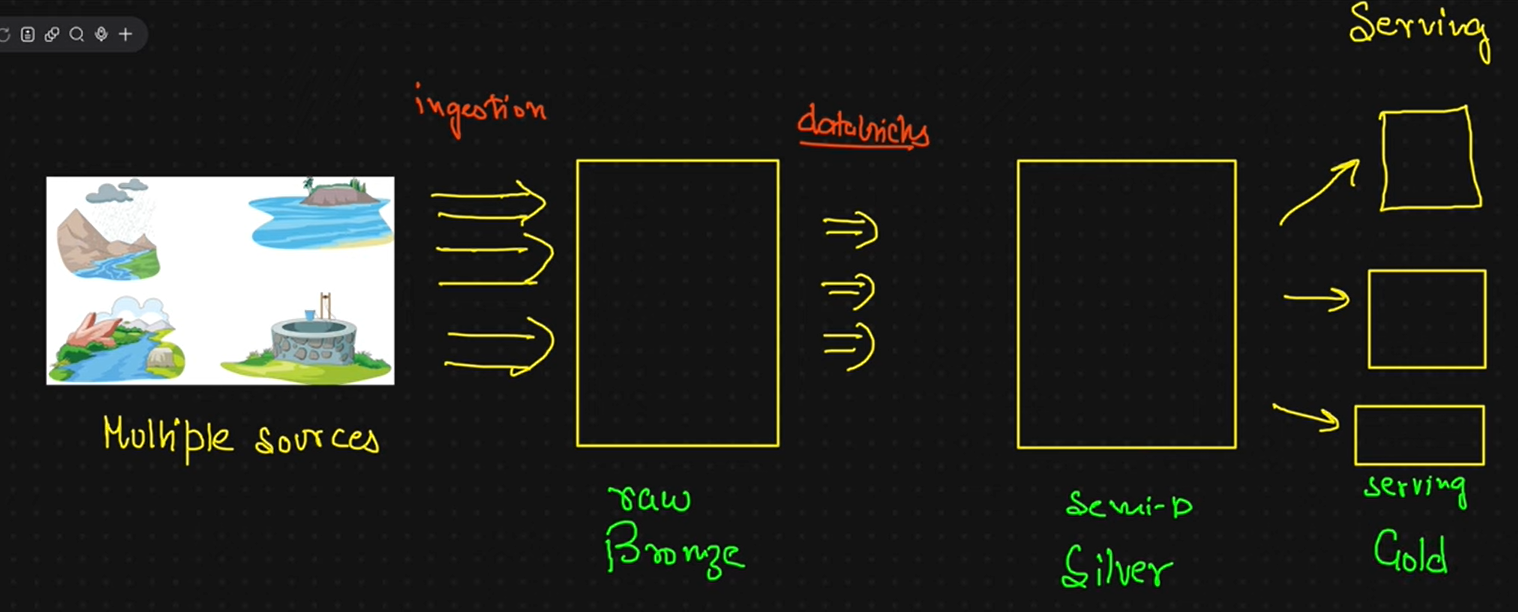 Serving
ingestion
databricks
Multiple sources
raw
Bronze
Semi-P
Silver
serving
Gold